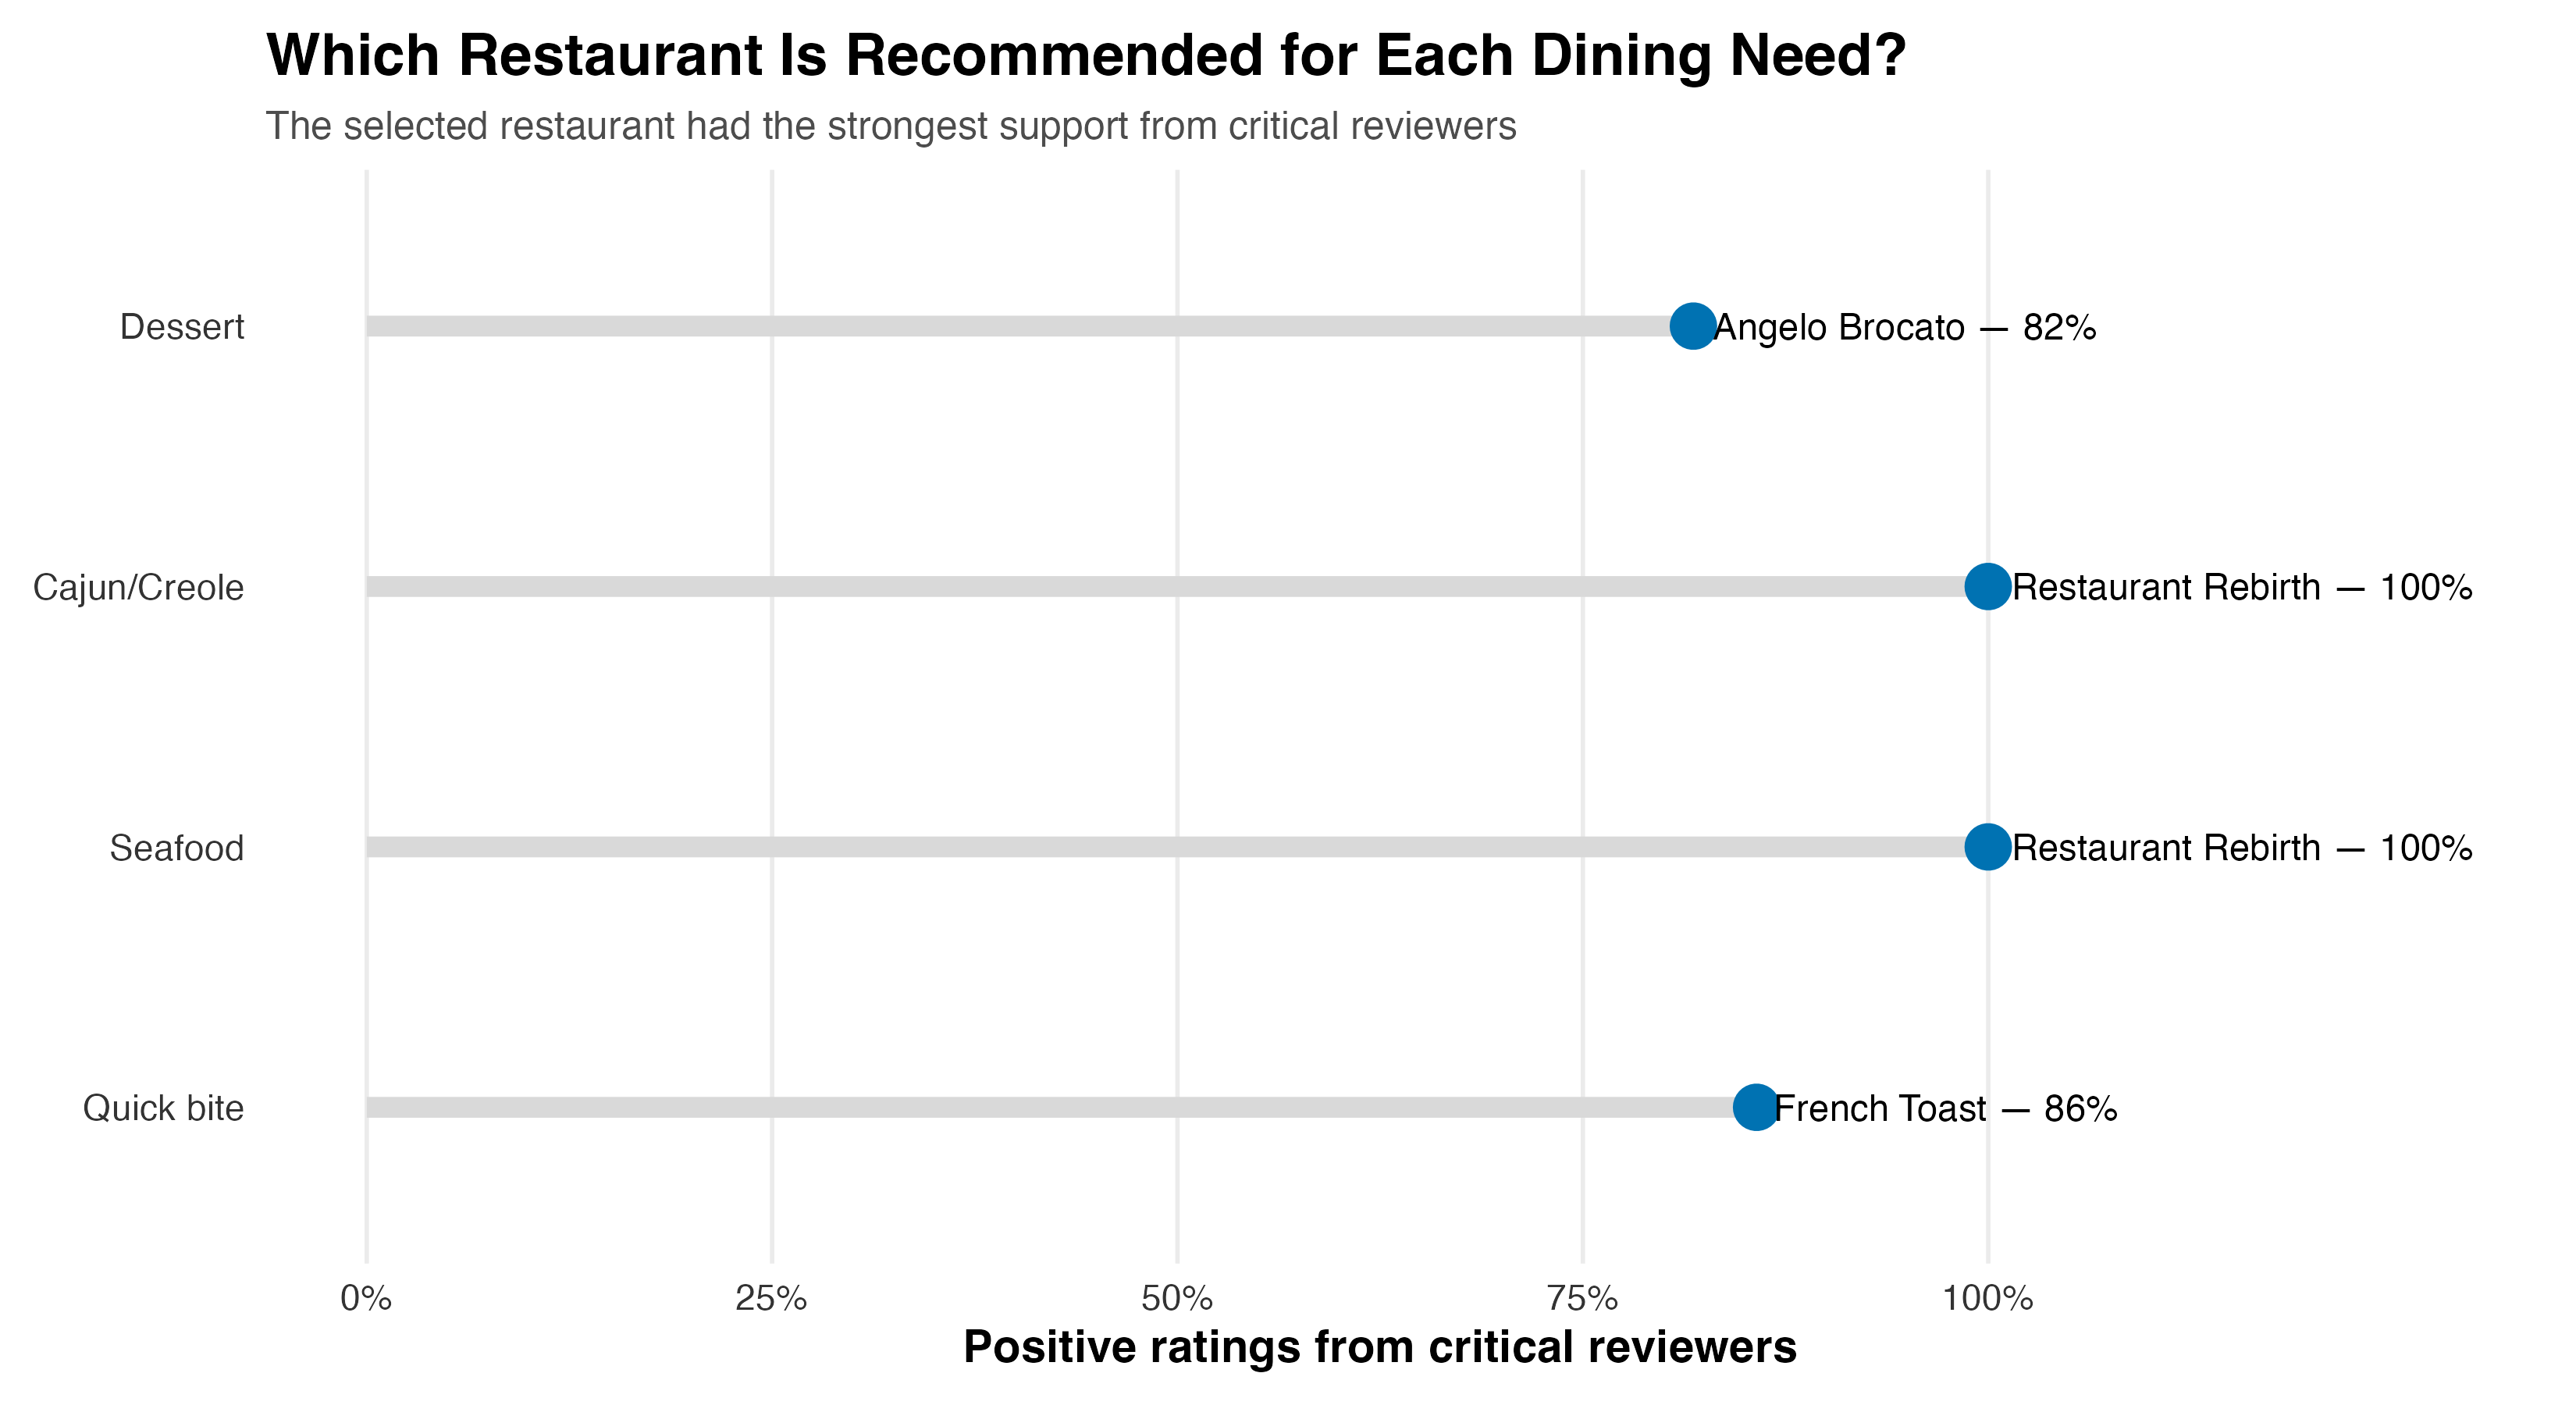 Which Restaurant Is Recommended for Each Dining Need?
The selected restaurant had the strongest support from critical reviewers
Dessert
Angelo Brocato — 82%
Cajun/Creole
Restaurant Rebirth — 100%
Seafood
Restaurant Rebirth — 100%
Quick bite
French Toast — 86%
0% 25% 50% 75% 100%
Positive ratings from critical reviewers